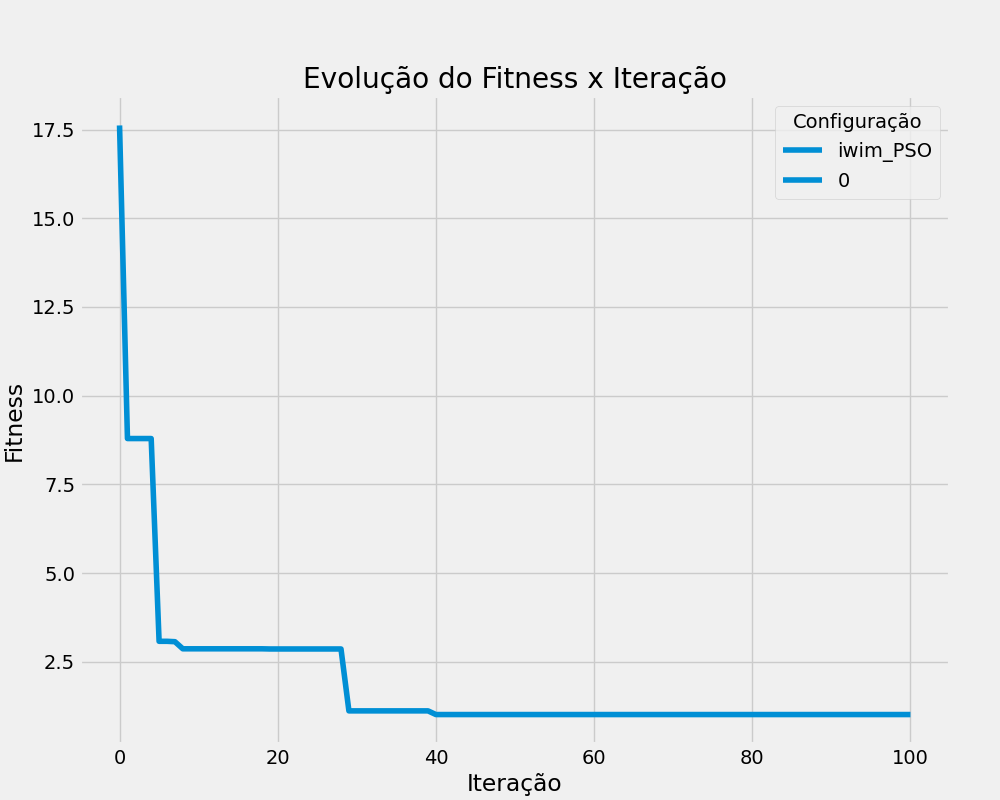 Evolução do Fitness x Iteração
Configuração
iwim_PSO
0
Fitness
17.5
15.0
12.5
10.0
7.5
5.0
2.5
0 20 40 60 80 100
Iteração